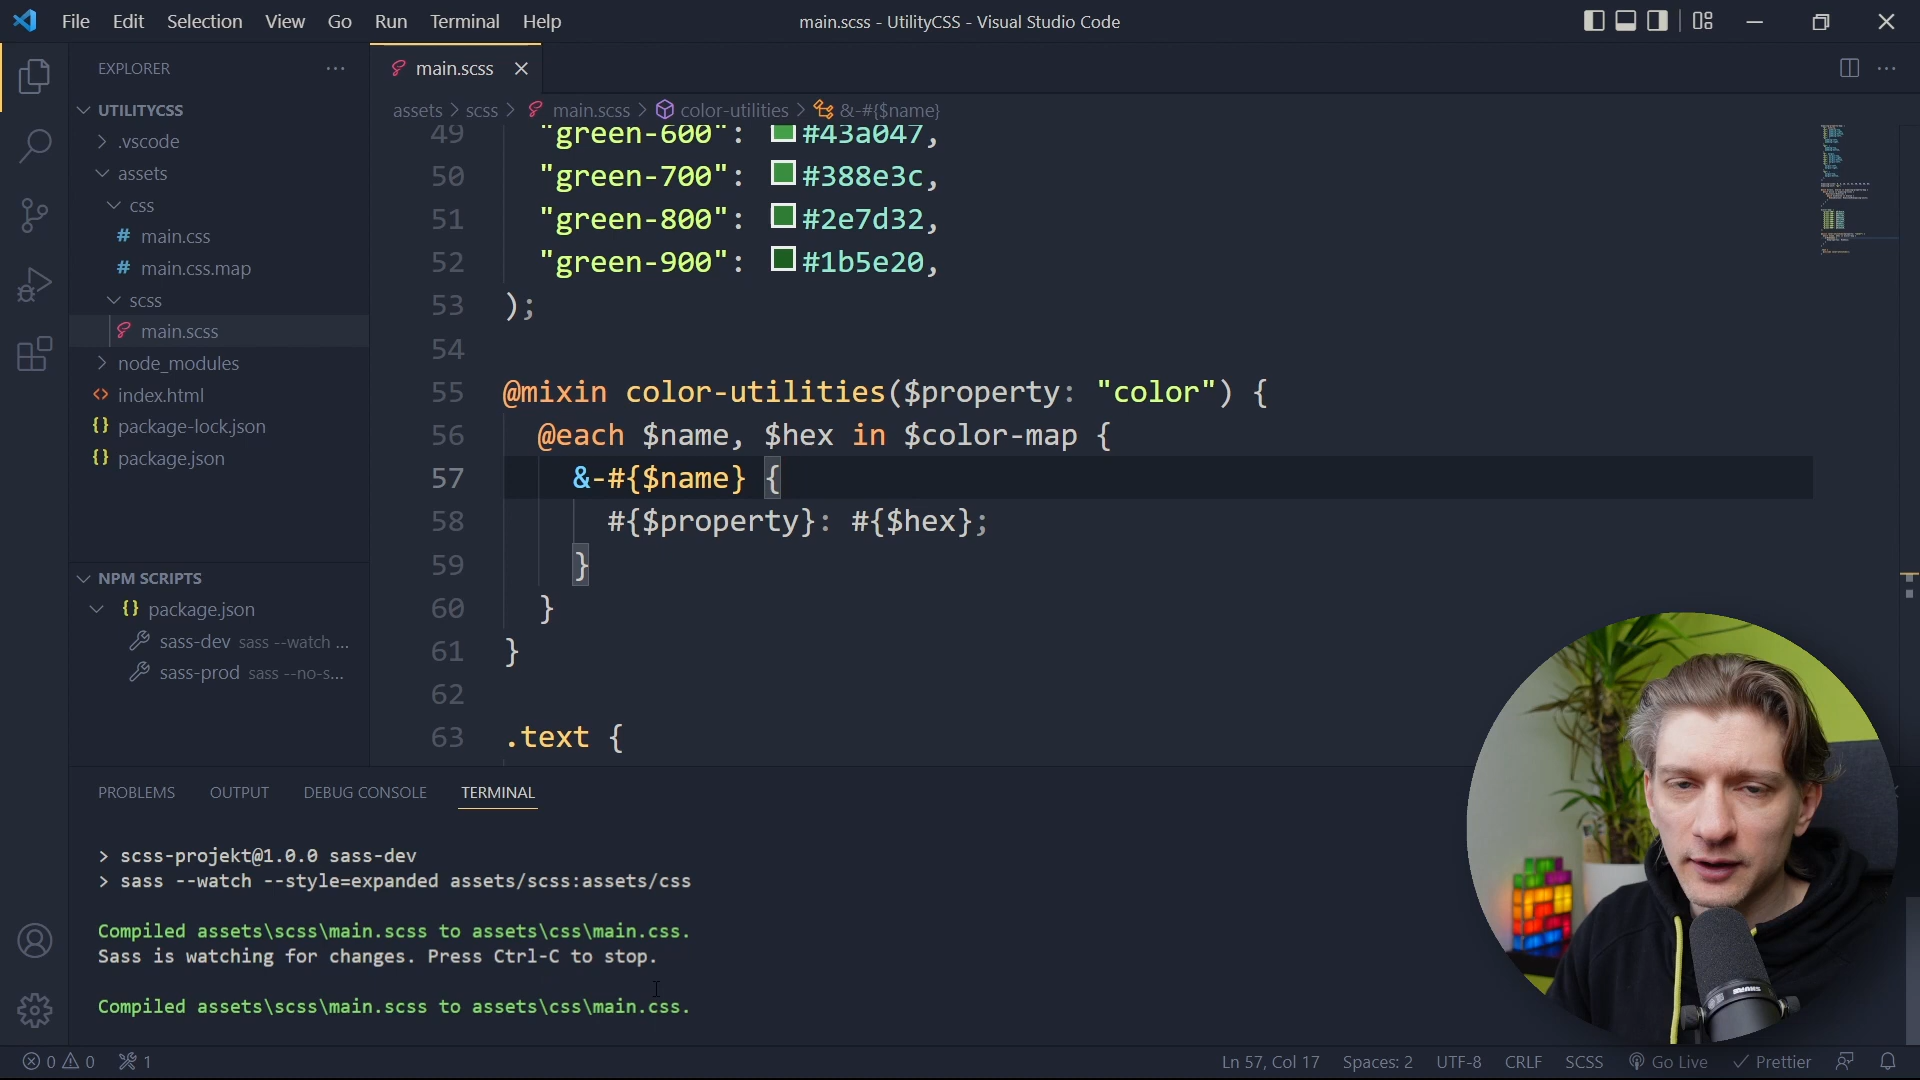 File Edit Selection View Go Run Terminal Help
main.scss - UtilityCSS - Visual Studio Code
EXPLORER
UTILITYCSS
.vscode
assets
css
# main.css
# main.css.map
scss
main.scss
node_modules
<> index.html
{} package-lock.json
{} package.json
NPM SCRIPTS
{} package.json
sass-dev sass --watch ...
sass-prod sass --no-s...
main.scss
assets > scss > main.scss > color-utilities > &-#{$name}
49 "green-600": #43a047,
50 "green-700": #388e3c,
51 "green-800": #2e7d32,
52 "green-900": #1b5e20,
53 );
54
55 @mixin color-utilities($property: "color") {
56 @each $name, $hex in $color-map {
57 &-#{$name} {
58 #{$property}: #{$hex};
59 }
60 }
61 }
62
63 .text {
PROBLEMS OUTPUT DEBUG CONSOLE TERMINAL
> scss-projekt@1.0.0 sass-dev
> sass --watch --style=expanded assets/scss:assets/css
Compiled assets\scss\main.scss to assets\css\main.css.
Sass is watching for changes. Press Ctrl-C to stop.
Compiled assets\scss\main.scss to assets\css\main.css.
0 0 1
Ln 57, Col 17 Spaces: 2 UTF-8 CRLF SCSS Go Live Prettier